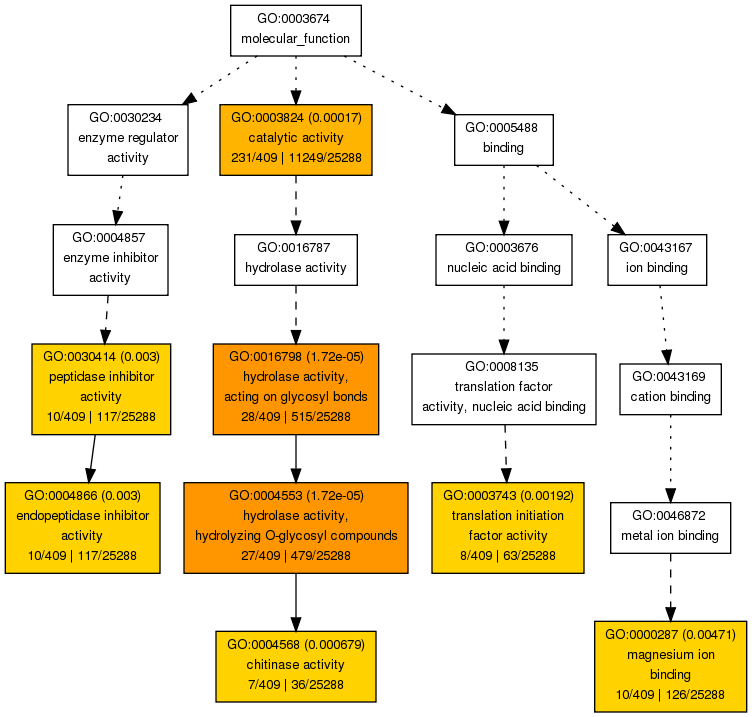 GO:0003674
molecular_function
GO:0030234
enzyme regulator
activity
GO:0003824 (0.00017)
catalytic activity
231/409 | 11249/25288
GO:0005488
binding
GO:0004857
enzyme inhibitor
activity
GO:0016787
hydrolase activity
GO:0003676
nucleic acid binding
GO:0043167
ion binding
GO:0030414 (0.003)
peptidase inhibitor
activity
10/409 | 117/25288
GO:0016798 (1.72e-05)
hydrolase activity,
acting on glycosyl bonds
28/409 | 515/25288
GO:0008135
translation factor
activity, nucleic acid binding
GO:0043169
cation binding
GO:0004866 (0.003)
endopeptidase inhibitor
activity
10/409 | 117/25288
GO:0004553 (1.72e-05)
hydrolase activity,
hydrolyzing O-glycosyl compounds
27/409 | 479/25288
GO:0003743 (0.00192)
translation initiation
factor activity
8/409 | 63/25288
GO:0046872
metal ion binding
GO:0004568 (0.000679)
chitinase activity
7/409 | 36/25288
GO:0000287 (0.00471)
magnesium ion
binding
10/409 | 126/25288